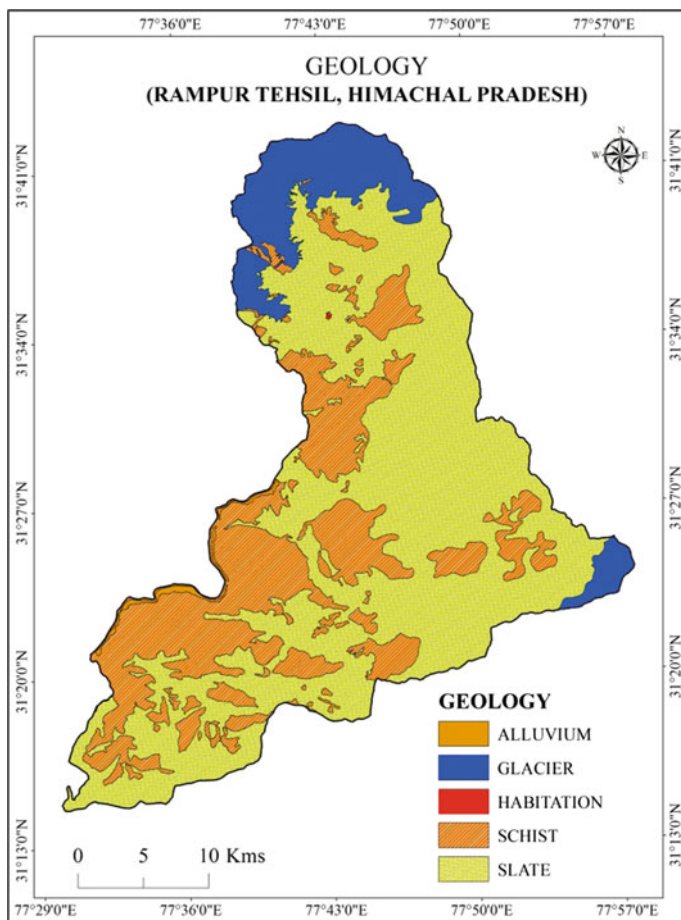 77°36'0"E 77°43'0"E 77°50'0"E 77°57'0"E
GEOLOGY
(RAMPUR TEHSIL, HIMACHAL PRADESH)
N
W E
S
31°41'0"N 31°41'0"N
31°34'0"N 31°34'0"N
31°27'0"N 31°27'0"N
31°20'0"N 31°20'0"N
GEOLOGY
ALLUVIUM
GLACIER
HABITATION
SCHIST
SLATE
31°13'0"N 31°13'0"N
0 5 10 Kms
77°29'0"E 77°36'0"E 77°43'0"E 77°50'0"E 77°57'0"E